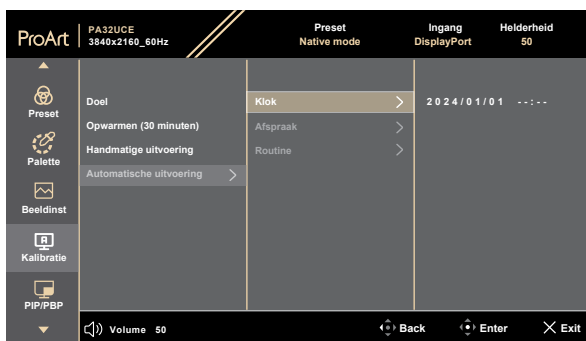 ProArt
PA32UCE
3840x2160_60Hz
Preset
Native mode
Ingang
DisplayPort
Helderheid
50
Preset
Palette
Beeldinst
Kalibratie
PIP/PBP
Doel
Opwarmen (30 minuten)
Handmatige uitvoering
Automatische uitvoering
Klok
Afspraak
Routine
2024/01/01 --:--
Volume 50
Back
Enter
Exit